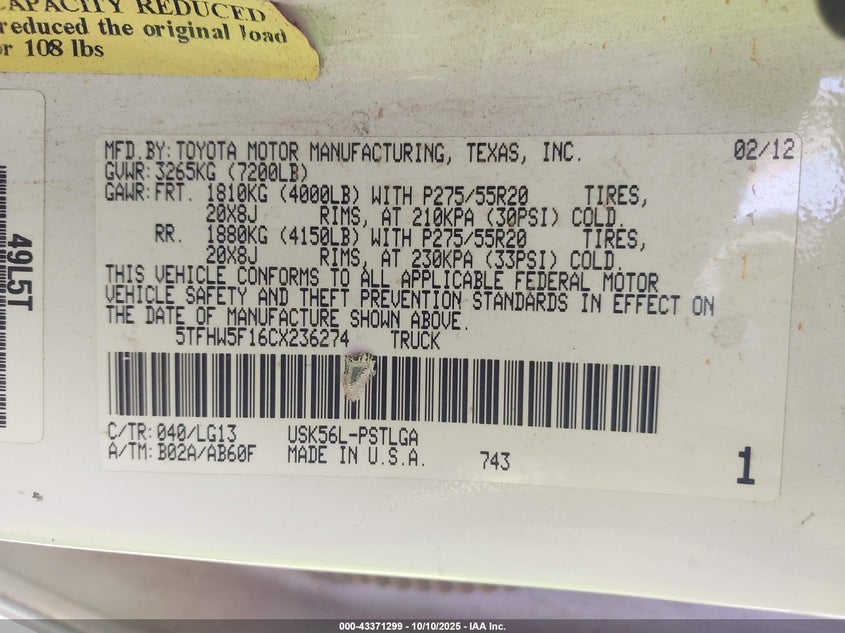 CAPACITY REDUCED
reduced the original load
or 108 lbs
49L5T
MFD.BY:TOYOTA MOTOR MANUFACTURING, TEXAS, INC. 02/12
GVWR:3265KG (7200LB)
GAWR:FRT. 1810KG (4000LB) WITH P275/55R20 TIRES,
20X8J RIMS, AT 210KPA (30PSI) COLD.
RR. 1880KG (4150LB) WITH P275/55R20 TIRES,
20X8J RIMS, AT 230KPA (33PSI) COLD.
THIS VEHICLE CONFORMS TO ALL APPLICABLE FEDERAL MOTOR
VEHICLE SAFETY AND THEFT PREVENTION STANDARDS IN EFFECT ON
THE DATE OF MANUFACTURE SHOWN ABOVE.
5TFHW5F16CX236274 TRUCK
C/TR:040/LG13 USK56L-PSTLGA
A/TM:B02A/AB60F MADE IN U.S.A. 743 1
000-43371299 - 10/10/2025 - IAA Inc.